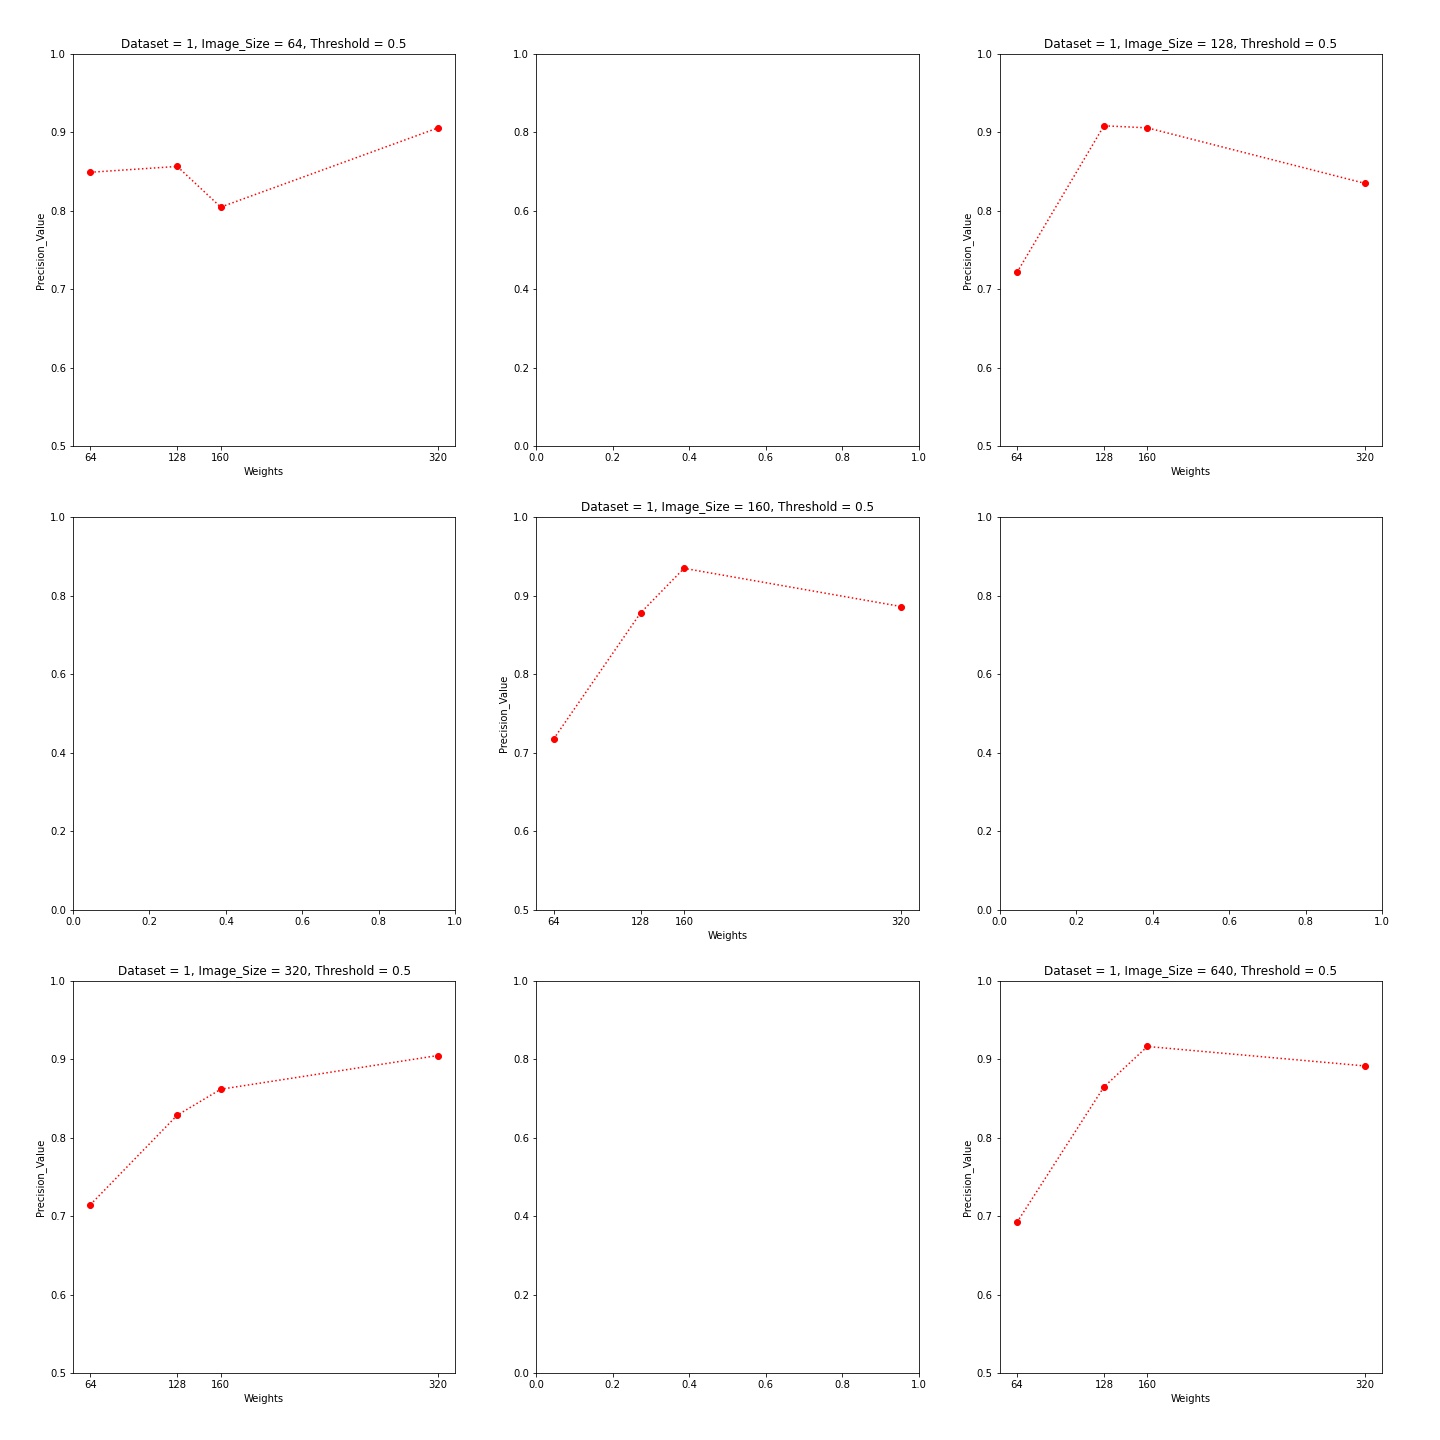 Dataset = 1, Image_Size = 64, Threshold = 0.5
1.0
0.9
0.8
0.7
0.6
0.5
Precision_Value
64 128 160 320
Weights
1.0
0.8
0.6
0.4
0.2
0.0
0.0 0.2 0.4 0.6 0.8 1.0
Dataset = 1, Image_Size = 128, Threshold = 0.5
1.0
0.9
0.8
0.7
0.6
0.5
Precision_Value
64 128 160 320
Weights
1.0
0.8
0.6
0.4
0.2
0.0
0.0 0.2 0.4 0.6 0.8 1.0
Dataset = 1, Image_Size = 160, Threshold = 0.5
1.0
0.9
0.8
0.7
0.6
0.5
Precision_Value
64 128 160 320
Weights
1.0
0.8
0.6
0.4
0.2
0.0
0.0 0.2 0.4 0.6 0.8 1.0
Dataset = 1, Image_Size = 320, Threshold = 0.5
1.0
0.9
0.8
0.7
0.6
0.5
Precision_Value
64 128 160 320
Weights
1.0
0.8
0.6
0.4
0.2
0.0
0.0 0.2 0.4 0.6 0.8 1.0
Dataset = 1, Image_Size = 640, Threshold = 0.5
1.0
0.9
0.8
0.7
0.6
0.5
Precision_Value
64 128 160 320
Weights